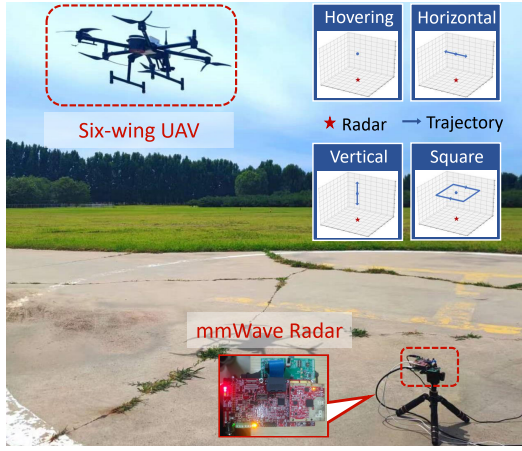 Hovering
Horizontal
Radar
Trajectory
Six-wing UAV
Vertical
Square
mmWave Radar